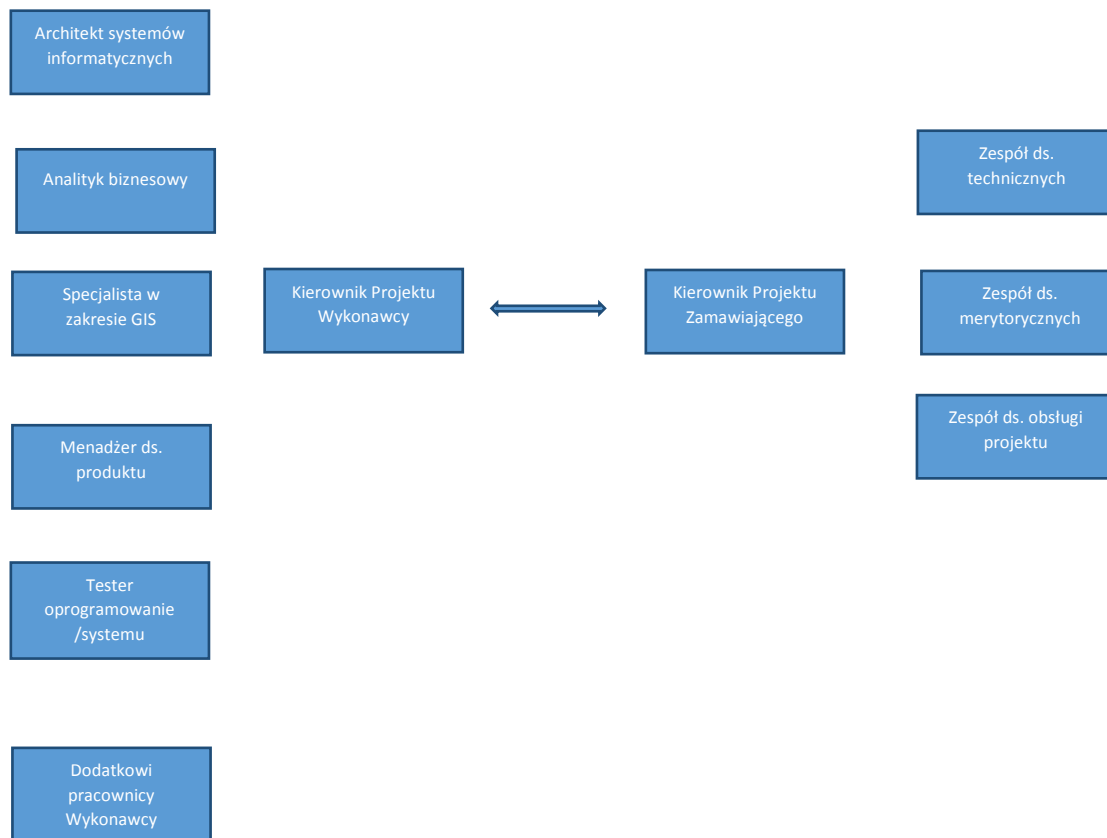 Architekt systemów
informatycznych
Analityk biznesowy
Specjalista w
zakresie GIS
Menadżer ds.
produktu
Tester
oprogramowanie
/systemu
Dodatkowi
pracownicy
Wykonawcy
Kierownik Projektu
Wykonawcy
Kierownik Projektu
Zamawiającego
Zespół ds.
technicznych
Zespół ds.
merytorycznych
Zespół ds. obsługi
projektu